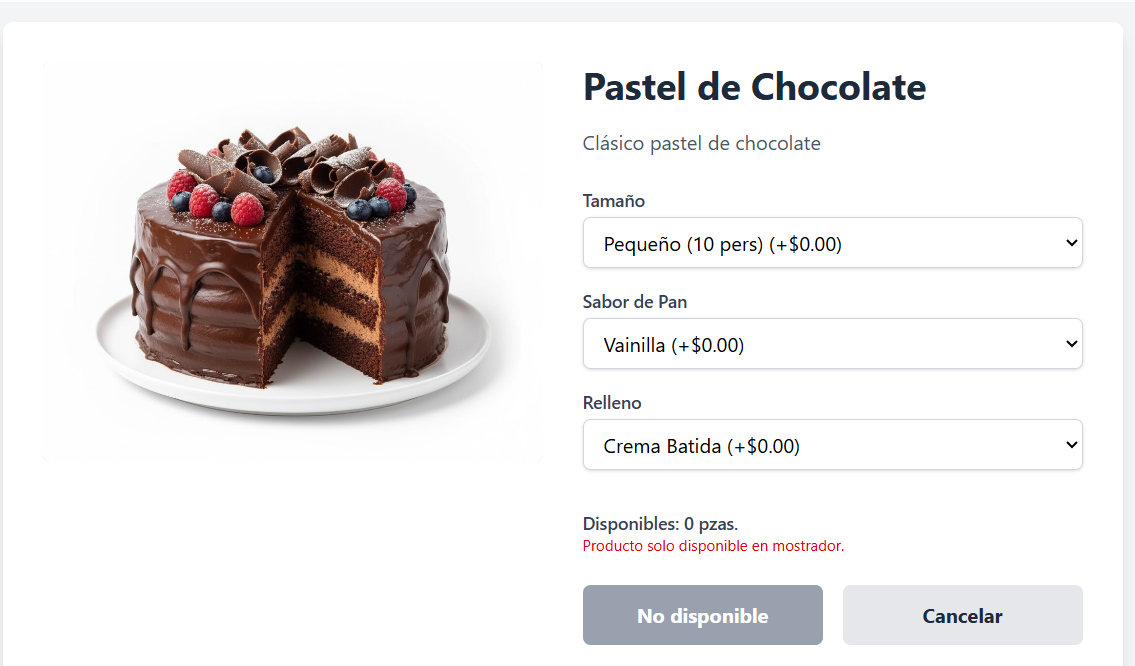 Pastel de Chocolate
Clásico pastel de chocolate
Tamaño
Pequeño (10 pers) (+$0.00)
Sabor de Pan
Vainilla (+$0.00)
Relleno
Crema Batida (+$0.00)
Disponibles: 0 pzas.
Producto solo disponible en mostrador.
No disponible
Cancelar